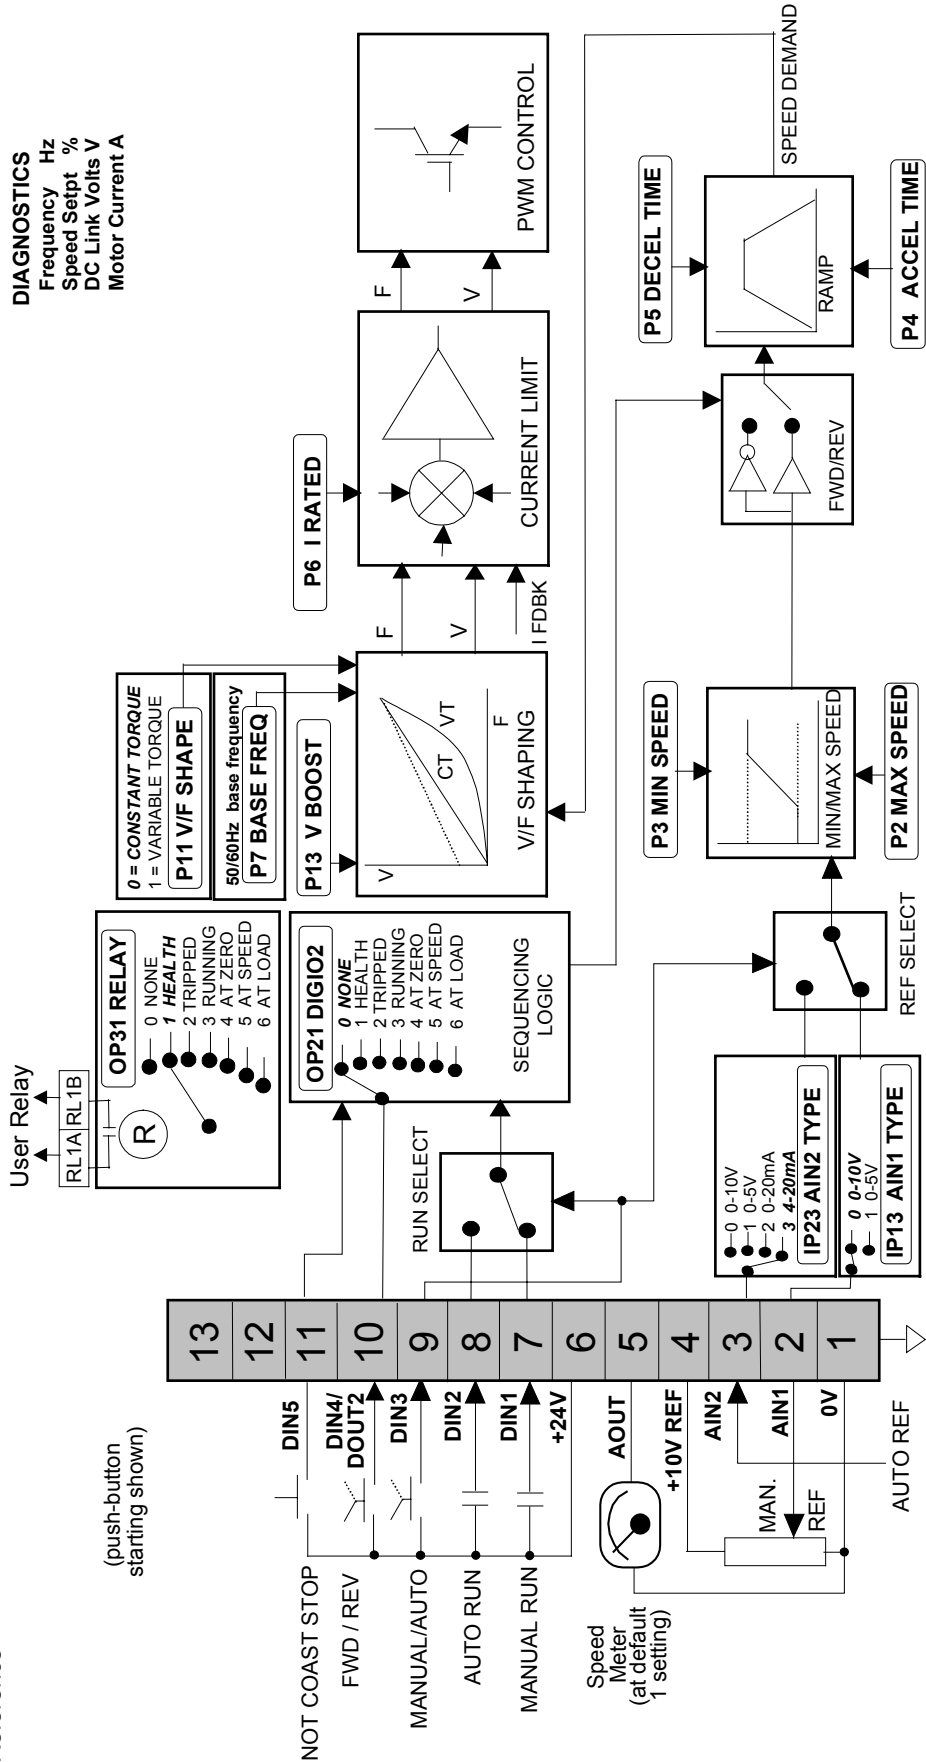 DIAGNOSTICS
Frequency Hz
Speed Setpt %
DC Link Volts V
Motor Current A
(push-button
starting shown)
User Relay
RL1A
RL1B
R
OP31 RELAY
0 NONE
1 HEALTH
2 TRIPPED
3 RUNNING
4 AT ZERO
5 AT SPEED
6 AT LOAD
0 = CONSTANT TORQUE
1 = VARIABLE TORQUE
P11 V/F SHAPE
50/60Hz base frequency
P7 BASE FREQ
P13 V BOOST
P6 I RATED
V
CT
VT
F
V/F SHAPING
F
V
I FDBK
CURRENT LIMIT
F
V
PWM CONTROL
NOT COAST STOP
FWD / REV
MANUAL/AUTO
AUTO RUN
MANUAL RUN
DIN5
DIN4/
DOUT2
DIN3
DIN2
DIN1
+24V
AOUT
+10V REF
AIN2
AIN1
0V
13
12
11
10
9
8
7
6
5
4
3
2
1
RUN SELECT
OP21 DIGIO2
0 NONE
1 HEALTH
2 TRIPPED
3 RUNNING
4 AT ZERO
5 AT SPEED
6 AT LOAD
SEQUENCING
LOGIC
Speed
Meter
(at default
1 setting)
MAN.
REF
AUTO REF
0 0-10V
1 0-5V
2 0-20mA
3 4-20mA
IP23 AIN2 TYPE
0 0-10V
1 0-5V
IP13 AIN1 TYPE
REF SELECT
P3 MIN SPEED
MIN/MAX SPEED
P2 MAX SPEED
FWD/REV
P5 DECEL TIME
RAMP
P4 ACCEL TIME
SPEED DEMAND